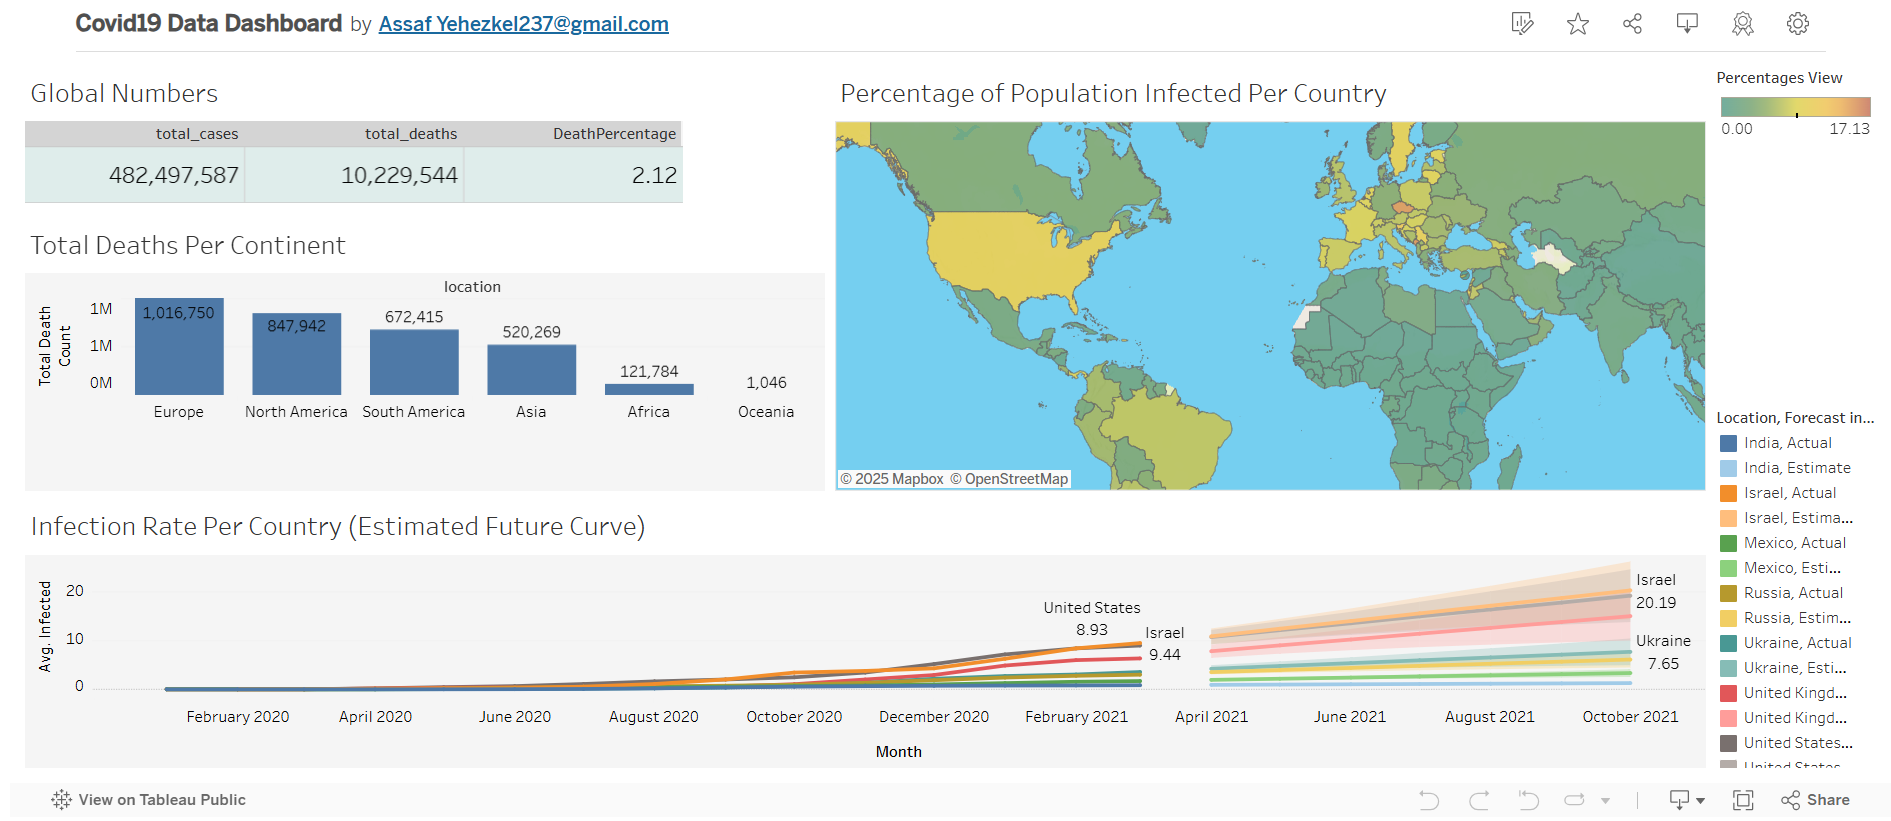 Covid19 Data Dashboard by Assaf Yehezkel237@gmail.com
Global Numbers
total_cases total_deaths DeathPercentage
482,497,587 10,229,544 2.12
Total Deaths Per Continent
location
Total Death
Count
1M
1M
0M
1,016,750
847,942
672,415
520,269
121,784
1,046
Europe North America South America Asia Africa Oceania
Percentage of Population Infected Per Country
© 2025 Mapbox © OpenStreetMap
Percentages View
0.00 17.13
Location, Forecast in...
India, Actual
India, Estimate
Israel, Actual
Israel, Estima...
Mexico, Actual
Mexico, Esti...
Russia, Actual
Russia, Estim...
Ukraine, Actual
Ukraine, Esti...
United Kingd...
United Kingd...
United States...
United States
Infection Rate Per Country (Estimated Future Curve)
Avg. Infected
20
10
0
United States
8.93
Israel
9.44
Israel
20.19
Ukraine
7.65
February 2020 April 2020 June 2020 August 2020 October 2020 December 2020 February 2021 April 2021 June 2021 August 2021 October 2021
Month
View on Tableau Public
Share